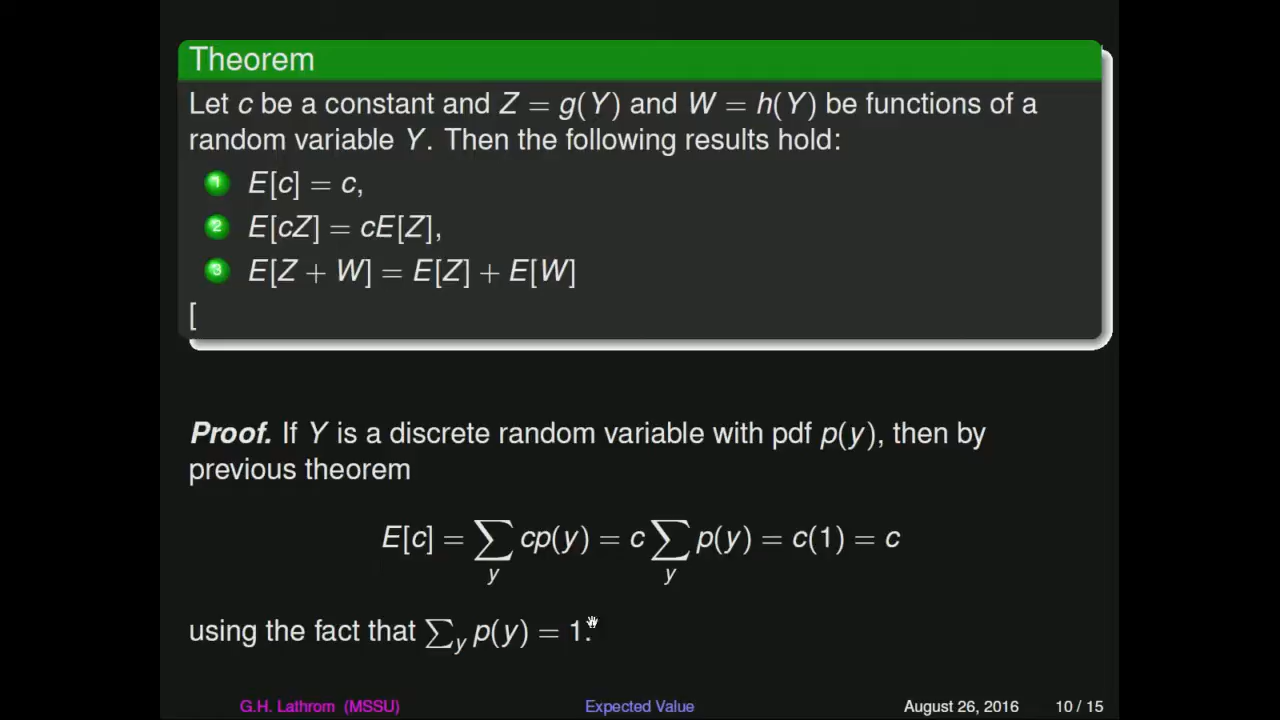 Theorem
Let c be a constant and Z = g(Y) and W = h(Y) be functions of a
random variable Y. Then the following results hold:
1 E[c] = c,
2 E[cZ] = cE[Z],
3 E[Z + W] = E[Z] + E[W]
[
Proof. If Y is a discrete random variable with pdf p(y), then by
previous theorem
E[c] = ∑_y cp(y) = c ∑_y p(y) = c(1) = c
using the fact that ∑_y p(y) = 1.
G.H. Lathrom (MSSU) Expected Value August 26, 2016 10 / 15